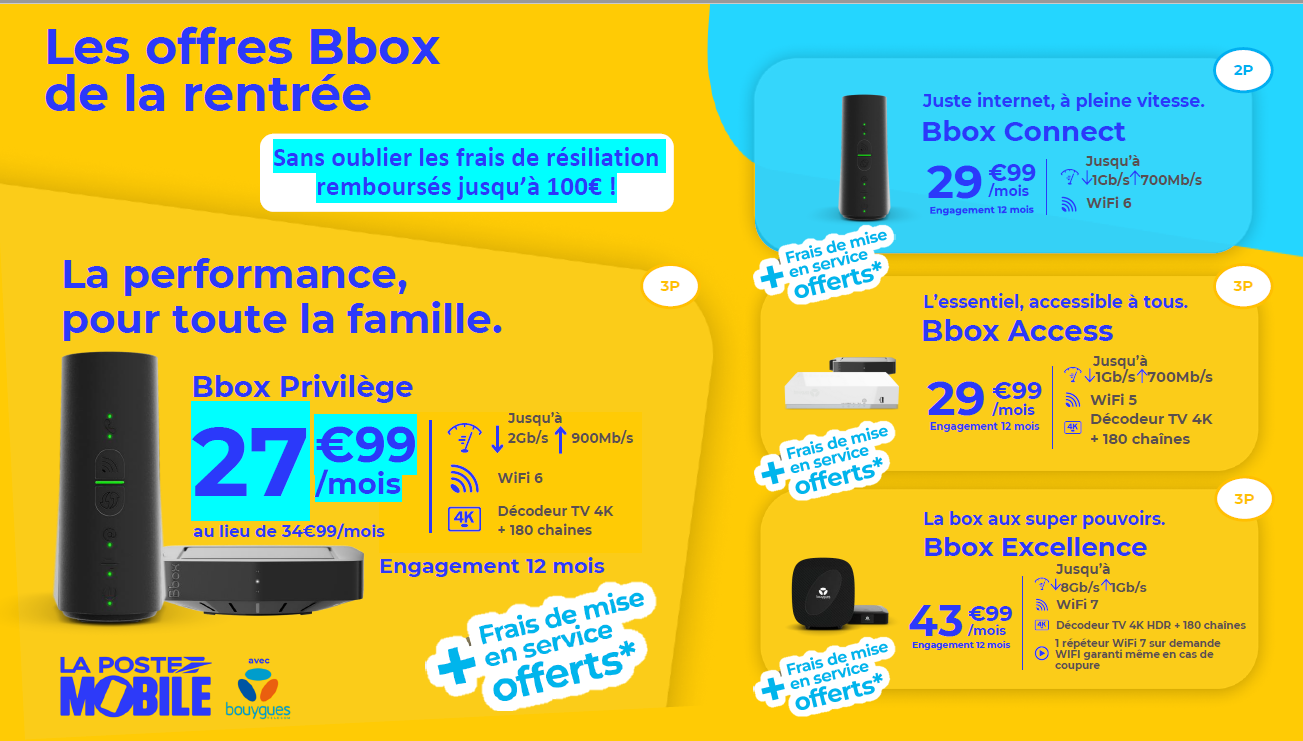 Les offres Bbox
de la rentrée
Sans oublier les frais de résiliation
remboursés jusqu'à 100€ !
La performance,
pour toute la famille.
3P
Bbox Privilège
27 €99
/mois
au lieu de 34€99/mois
Jusqu'à
2Gb/s 900Mb/s
WiFi 6
4K
Décodeur TV 4K
+ 180 chaines
Engagement 12 mois
Bbox
+ Frais de mise
en service
offerts*
LA POSTE
MOBILE
avec
bouygues
2P
Juste internet, à pleine vitesse.
Bbox Connect
29 €99
/mois
Engagement 12 mois
Jusqu'à
1Gb/s 700Mb/s
WiFi 6
+ Frais de mise
en service
offerts*
3P
L'essentiel, accessible à tous.
Bbox Access
29 €99
/mois
Engagement 12 mois
Jusqu'à
1Gb/s 700Mb/s
WiFi 5
4K
Décodeur TV 4K
+ 180 chaînes
+ Frais de mise
en service
offerts*
3P
La box aux super pouvoirs.
Bbox Excellence
43 €99
/mois
Engagement 12 mois
Jusqu'à
8Gb/s 1Gb/s
WiFi 7
4K
Décodeur TV 4K HDR + 180 chaînes
1 répéteur WiFi 7 sur demande
WIFI garanti même en cas de
coupure
+ Frais de mise
en service
offerts*